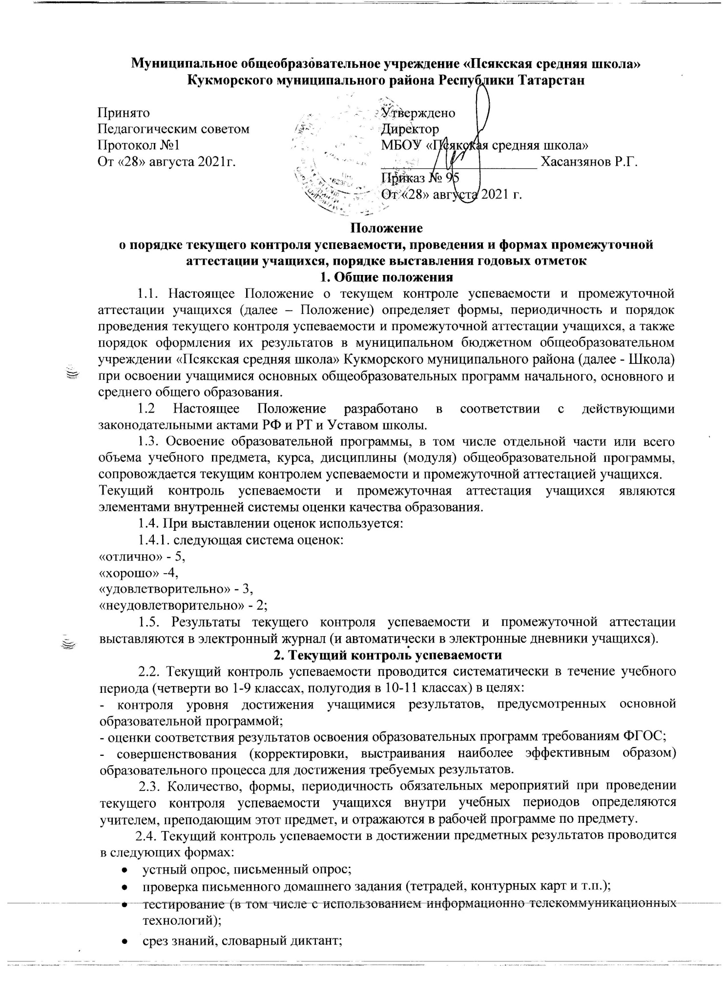 Муниципальное общеобразовательное учреждение «Псякская средняя школа»
Кукморского муниципального района Республики Татарстан
Принято
Педагогическим советом
Протокол №1
От «28» августа 2021г.
Утверждено
Директор
МБОУ «Псякская средняя школа»
Хасанзянов Р.Г.
Приказ № 95
От «28» августа 2021 г.
Положение
о порядке текущего контроля успеваемости, проведения и формах промежуточной
аттестации учащихся, порядке выставления годовых отметок
1. Общие положения
1.1. Настоящее Положение о текущем контроле успеваемости и промежуточной
аттестации учащихся (далее – Положение) определяет формы, периодичность и порядок
проведения текущего контроля успеваемости и промежуточной аттестации учащихся, а также
порядок оформления их результатов в муниципальном бюджетном общеобразовательном
учреждении «Псякская средняя школа» Кукморского муниципального района (далее - Школа)
при освоении учащимися основных общеобразовательных программ начального, основного и
среднего общего образования.
1.2 Настоящее Положение разработано в соответствии с действующими
законодательными актами РФ и РТ и Уставом школы.
1.3. Освоение образовательной программы, в том числе отдельной части или всего
объема учебного предмета, курса, дисциплины (модуля) общеобразовательной программы,
сопровождается текущим контролем успеваемости и промежуточной аттестацией учащихся.
Текущий контроль успеваемости и промежуточная аттестация учащихся являются
элементами внутренней системы оценки качества образования.
1.4. При выставлении оценок используется:
1.4.1. следующая система оценок:
«отлично» - 5,
«хорошо» -4,
«удовлетворительно» - 3,
«неудовлетворительно» - 2;
1.5. Результаты текущего контроля успеваемости и промежуточной аттестации
выставляются в электронный журнал (и автоматически в электронные дневники учащихся).
2. Текущий контроль успеваемости
2.2. Текущий контроль успеваемости проводится систематически в течение учебного
периода (четверти во 1-9 классах, полугодия в 10-11 классах) в целях:
- контроля уровня достижения учащимися результатов, предусмотренных основной
образовательной программой;
- оценки соответствия результатов освоения образовательных программ требованиям ФГОС;
- совершенствования (корректировки, выстраивания наиболее эффективным образом)
образовательного процесса для достижения требуемых результатов.
2.3. Количество, формы, периодичность обязательных мероприятий при проведении
текущего контроля успеваемости учащихся внутри учебных периодов определяются
учителем, преподающим этот предмет, и отражаются в рабочей программе по предмету.
2.4. Текущий контроль успеваемости в достижении предметных результатов проводится
в следующих формах:
• устный опрос, письменный опрос;
• проверка письменного домашнего задания (тетрадей, контурных карт и т.п.);
• тестирование (в том числе с использованием информационно телекоммуникационных
технологий);
• срез знаний, словарный диктант;